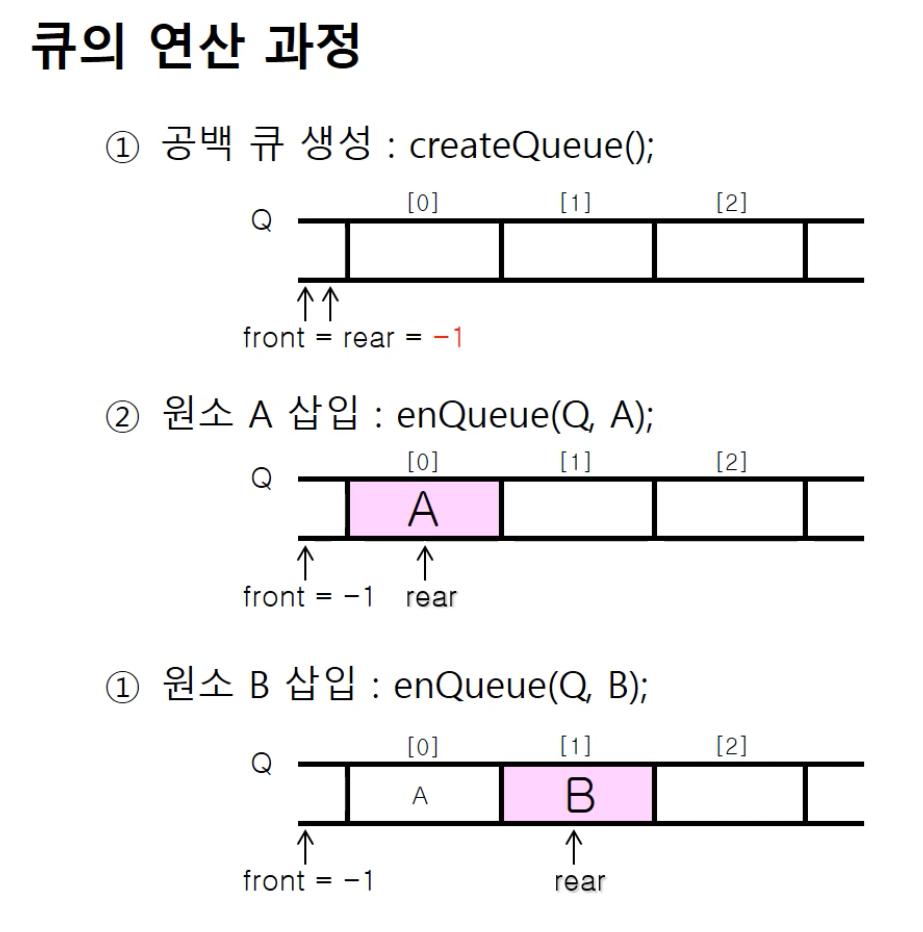 큐의 연산 과정
① 공백 큐 생성 : createQueue();
[0] [1] [2]
Q
front = rear = -1
② 원소 A 삽입 : enQueue(Q, A);
[0] [1] [2]
Q
A
front = -1 rear
① 원소 B 삽입 : enQueue(Q, B);
[0] [1] [2]
Q
A B
front = -1 rear